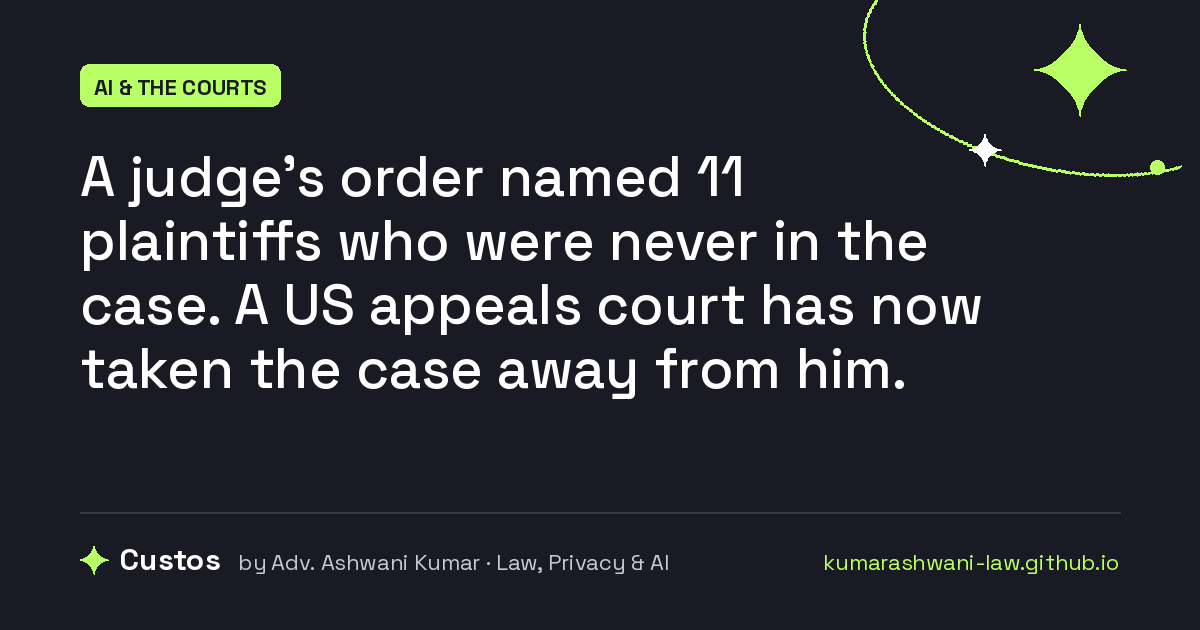 AI & THE COURTS
A judge’s order named 11
plaintiffs who were never in the
case. A US appeals court has now
taken the case away from him.
Custos by Adv. Ashwani Kumar · Law, Privacy & AI
kumarashwani-law.github.io